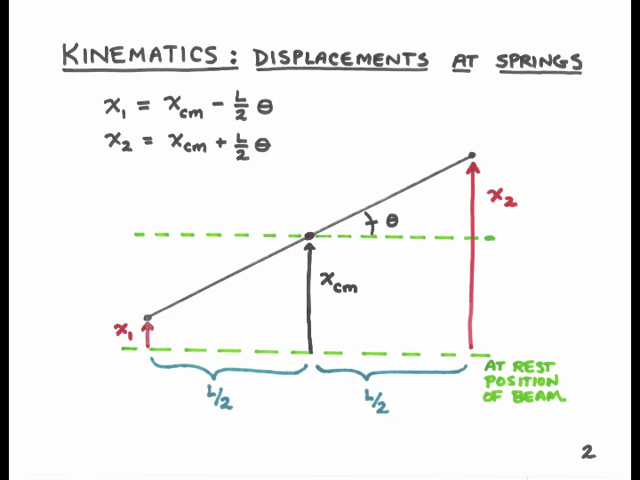 KINEMATICS: DISPLACEMENTS AT SPRINGS
x₁ = x_cm − L/2 θ
x₂ = x_cm + L/2 θ
x₂
θ
x_cm
x₁
L/2
L/2
AT REST
POSITION
OF BEAM
2